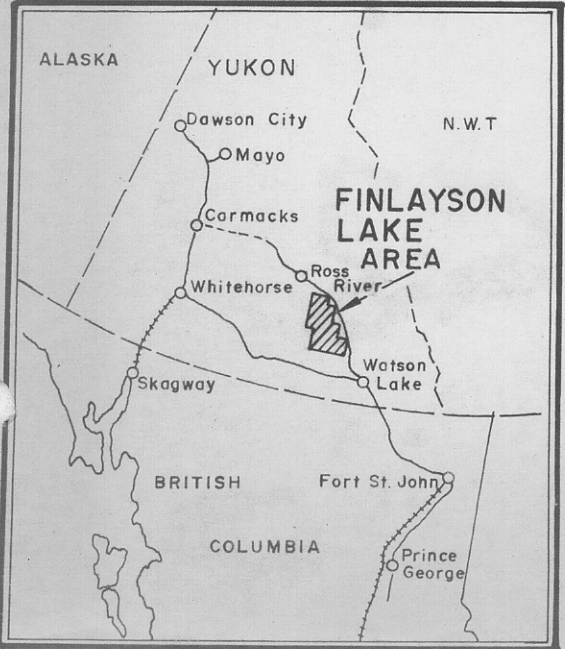 ALASKA
YUKON
N.W.T
Dawson City
Mayo
FINLAYSON
LAKE
AREA
Carmacks
Ross
River
Whitehorse
Watson
Lake
Skagway
BRITISH
COLUMBIA
Fort St. John
Prince
George